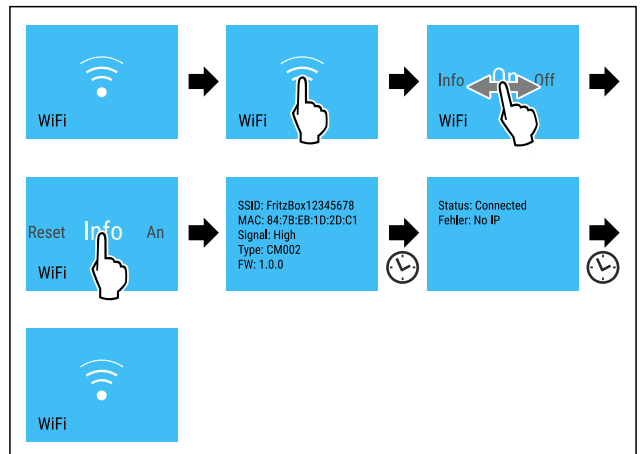 WiFi
WiFi
Info On Off
WiFi
Reset Info An
WiFi
SSID: FritzBox12345678
MAC: 84:7B:EB:1D:2D:C1
Signal: High
Type: CM002
FW: 1.0.0
Status: Connected
Fehler: No IP
WiFi